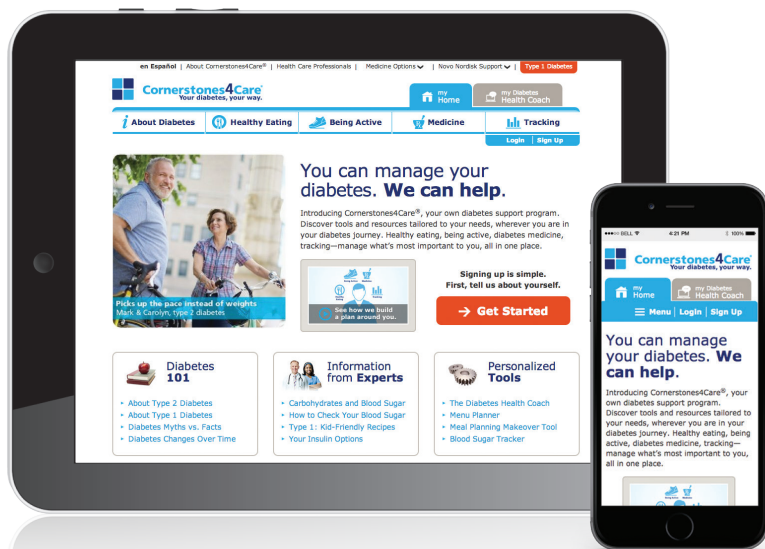 en Español | About Cornerstones4Care® | Health Care Professionals | Medicine Options | Novo Nordisk Support | Type 1 Diabetes
Cornerstones4Care®
Your diabetes, your way.
my Home
my Diabetes Health Coach
i About Diabetes
Healthy Eating
Being Active
Medicine
Tracking
Login | Sign Up
You can manage your
diabetes. We can help.
Introducing Cornerstones4Care®, your own diabetes support program.
Discover tools and resources tailored to your needs, wherever you are in
your diabetes journey. Healthy eating, being active, diabetes medicine,
tracking—manage what's most important to you, all in one place.
Picks up the pace instead of weights
Mark & Carolyn, type 2 diabetes
Being Active
Medicine
Healthy Eating
Tracking
See how we build
a plan around you.
Signing up is simple.
First, tell us about yourself.
→ Get Started
Diabetes
101
‣ About Type 2 Diabetes
‣ About Type 1 Diabetes
‣ Diabetes Myths vs. Facts
‣ Diabetes Changes Over Time
Information
from Experts
‣ Carbohydrates and Blood Sugar
‣ How to Check Your Blood Sugar
‣ Type 1: Kid-Friendly Recipes
‣ Your Insulin Options
Personalized
Tools
‣ The Diabetes Health Coach
‣ Menu Planner
‣ Meal Planning Makeover Tool
‣ Blood Sugar Tracker
BELL 4:21 PM 100%
Cornerstones4Care®
Your diabetes, your way.
my Home
my Diabetes Health Coach
Menu | Login | Sign Up
You can manage
your diabetes. We
can help.
Introducing Cornerstones4Care®, your
own diabetes support program.
Discover tools and resources tailored to
your needs, wherever you are in your
diabetes journey. Healthy eating, being
active, diabetes medicine, tracking—
manage what's most important to you,
all in one place.
Being Active
Medicine